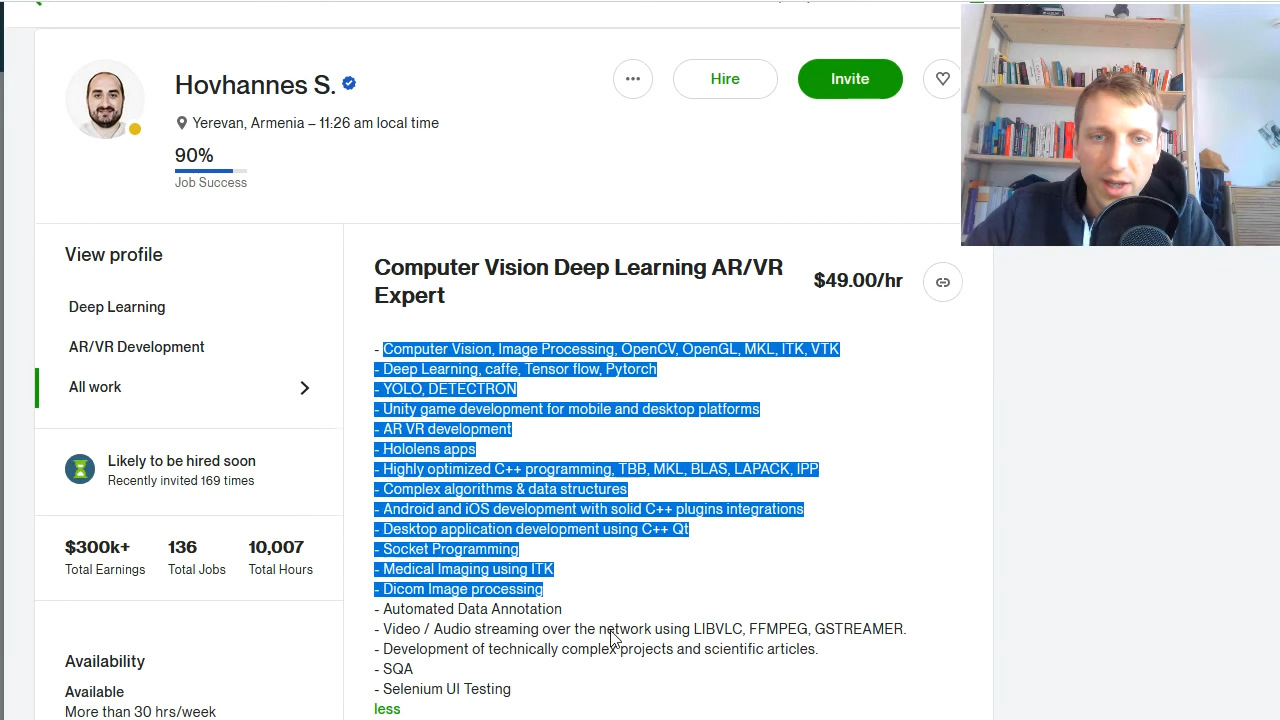 Hovhannes S.
Yerevan, Armenia – 11:26 am local time
90%
Job Success
...
Hire
Invite
View profile
Deep Learning
AR/VR Development
All work
Likely to be hired soon
Recently invited 169 times
$300k+
136
10,007
Total Earnings
Total Jobs
Total Hours
Availability
Available
More than 30 hrs/week
Computer Vision Deep Learning AR/VR
Expert
$49.00/hr
- Computer Vision, Image Processing, OpenCV, OpenGL, MKL, ITK, VTK
- Deep Learning, caffe, Tensor flow, Pytorch
- YOLO, DETECTRON
- Unity game development for mobile and desktop platforms
- AR VR development
- Hololens apps
- Highly optimized C++ programming, TBB, MKL, BLAS, LAPACK, IPP
- Complex algorithms & data structures
- Android and iOS development with solid C++ plugins integrations
- Desktop application development using C++ Qt
- Socket Programming
- Medical Imaging using ITK
- Dicom Image processing
- Automated Data Annotation
- Video / Audio streaming over the network using LIBVLC, FFMPEG, GSTREAMER.
- Development of technically complex projects and scientific articles.
- SQA
- Selenium UI Testing
less